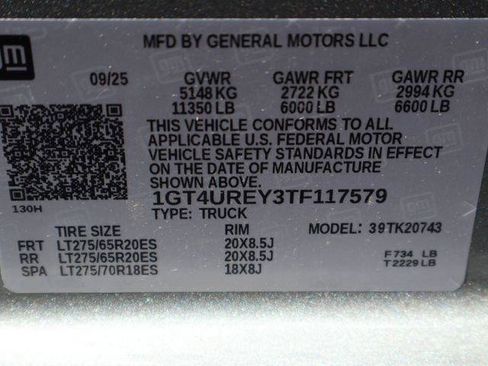 gm
MFD BY GENERAL MOTORS LLC
09/25 GVWR GAWR FRT GAWR RR
5148 KG 2722 KG 2994 KG
11350 LB 6000 LB 6600 LB
THIS VEHICLE CONFORMS TO ALL
APPLICABLE U.S. FEDERAL MOTOR
VEHICLE SAFETY STANDARDS IN EFFECT
ON THE DATE OF MANUFACTURE
SHOWN ABOVE.
130H 1GT4UREY3TF117579
TYPE: TRUCK
TIRE SIZE RIM MODEL: 39TK20743
FRT LT275/65R20ES 20X8.5J
RR LT275/65R20ES 20X8.5J F 734 LB
SPA LT275/70R18ES 18X8J T 2229 LB